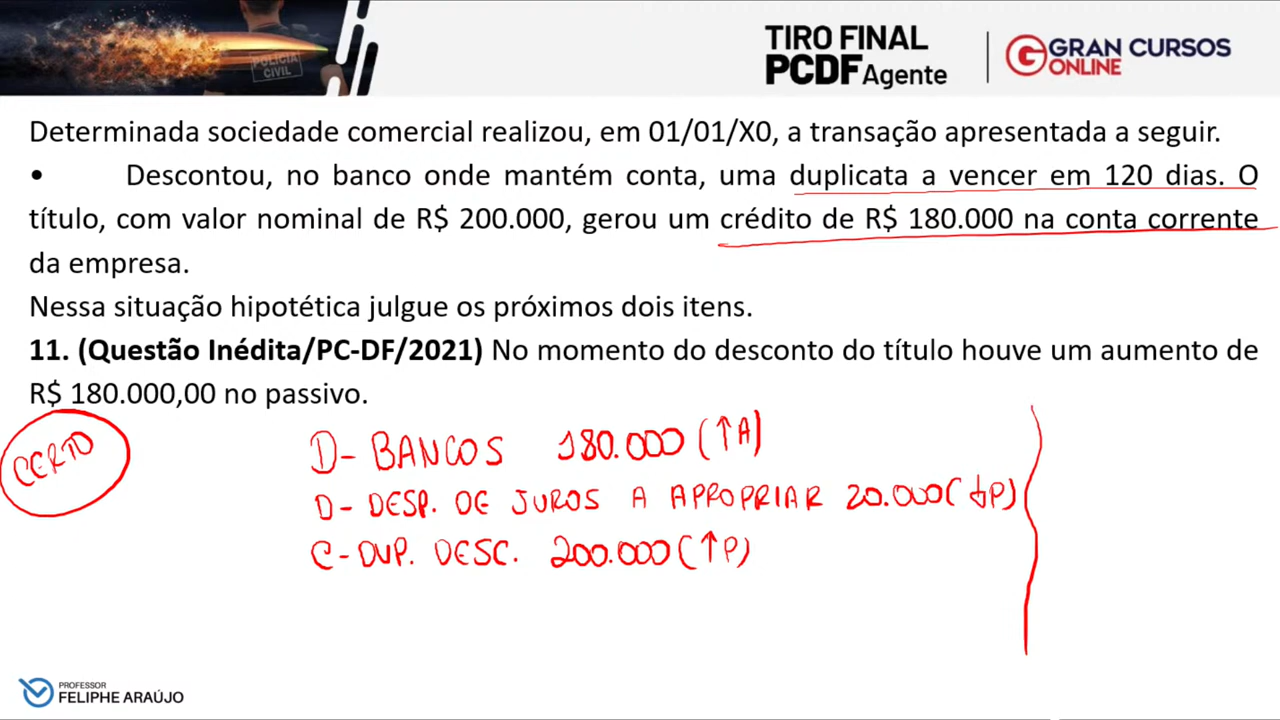 POLÍCIA
CIVIL
TIRO FINAL
PCDF Agente
GRAN CURSOS
ONLINE
Determinada sociedade comercial realizou, em 01/01/X0, a transação apresentada a seguir.
• Descontou, no banco onde mantém conta, uma duplicata a vencer em 120 dias. O
título, com valor nominal de R$ 200.000, gerou um crédito de R$ 180.000 na conta corrente
da empresa.
Nessa situação hipotética julgue os próximos dois itens.
11. (Questão Inédita/PC-DF/2021) No momento do desconto do título houve um aumento de
R$ 180.000,00 no passivo.
CERTO
D- BANCOS 180.000 (↑A)
D- DESP. DE JUROS A APROPRIAR 20.000 (↓P)
C- DUP. DESC. 200.000 (↑P)
PROFESSOR
FELIPHE ARAÚJO